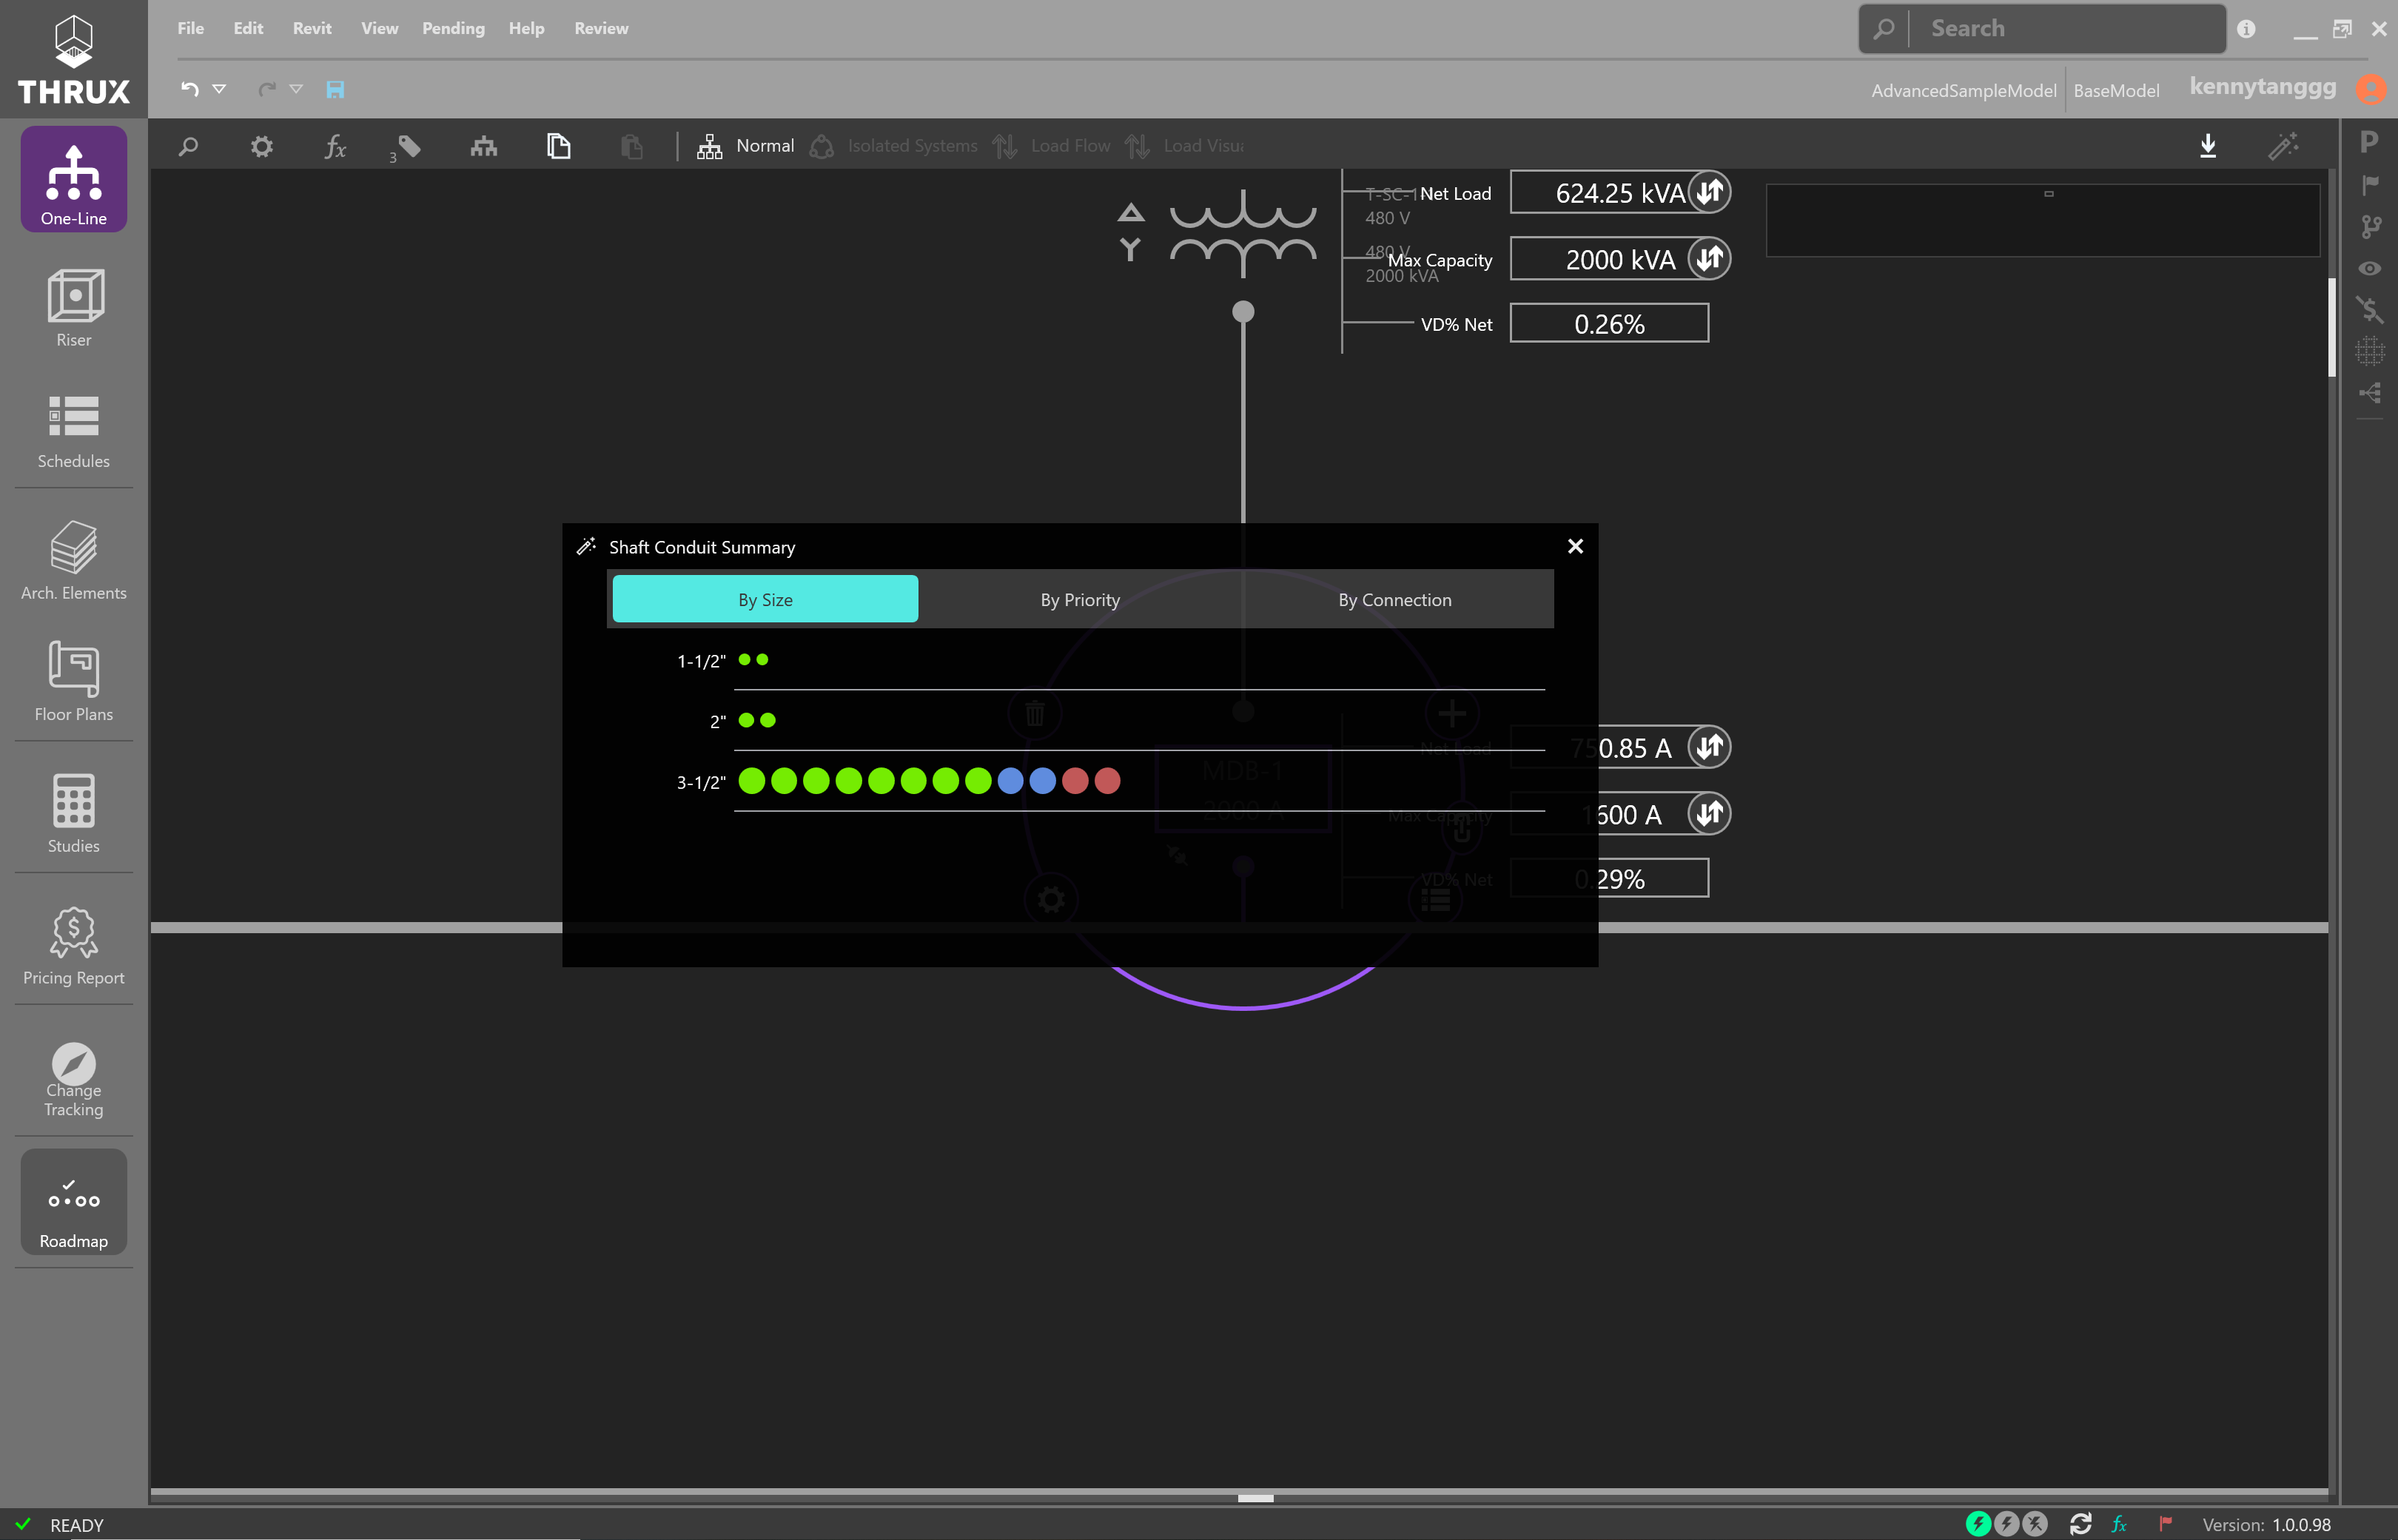 THRUX
File Edit Revit View Pending Help Review
Search
AdvancedSampleModel BaseModel kennytanggg
3
Normal Isolated Systems Load Flow Load Visu
One-Line
Riser
Schedules
Arch. Elements
Floor Plans
Studies
Pricing Report
Change
Tracking
Roadmap
P
Net Load 624.25 kVA
480 V
480 V
Max Capacity 2000 kVA
2000 kVA
VD% Net 0.26%
Shaft Conduit Summary
By Size By Priority By Connection
1-1/2"
2"
3-1/2"
MDB-1
2000 A
Net Load 750.85 A
Max Capacity 1600 A
VD% Net 0.29%
READY
Version: 1.0.0.98